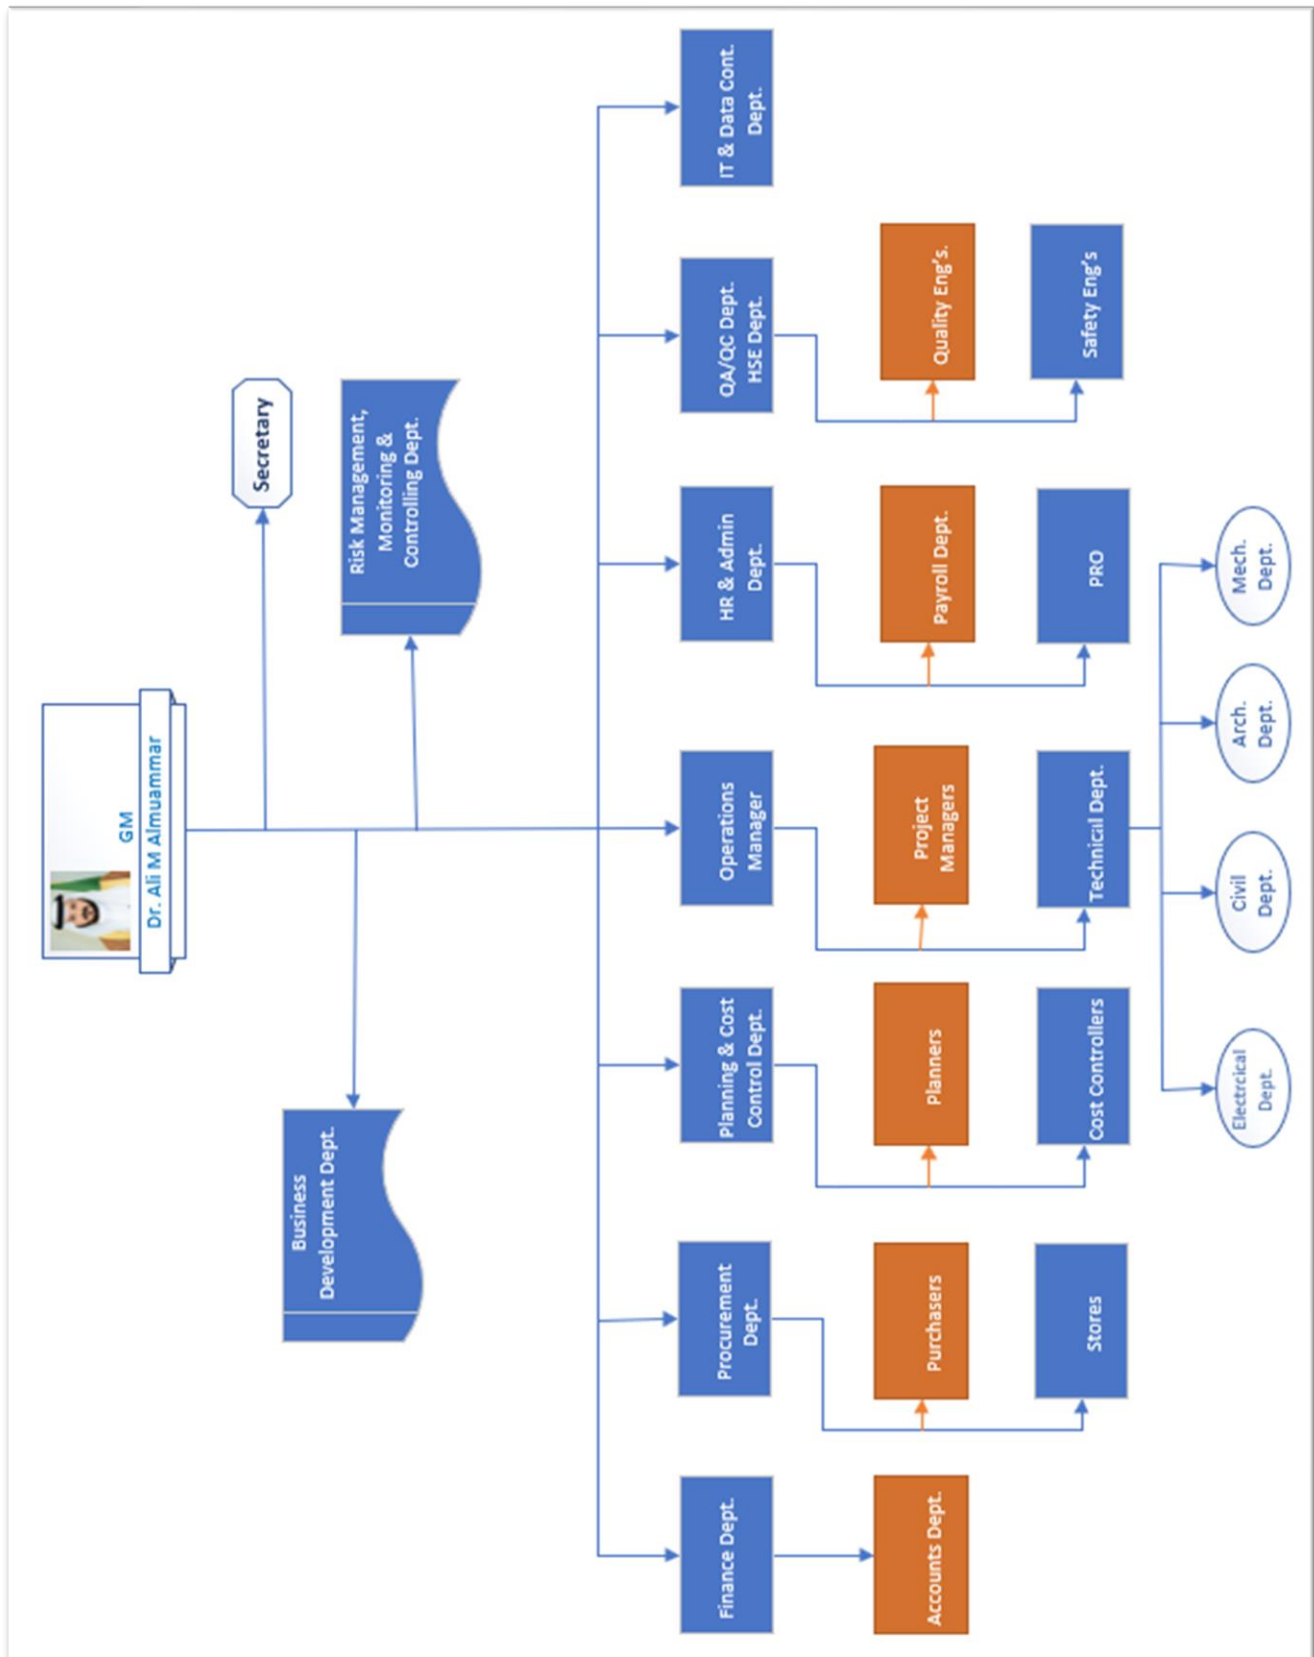 GM
Dr. Ali M Almuammar
Secretary
Business
Development Dept.
Risk Management,
Monitoring &
Controlling Dept.
Finance Dept.
Procurement
Dept.
Planning & Cost
Control Dept.
Operations
Manager
HR & Admin
Dept.
QA/QC Dept.
HSE Dept.
IT & Data Cont.
Dept.
Accounts Dept.
Purchasers
Planners
Project
Managers
Payroll Dept.
Quality Eng's.
Stores
Cost Controllers
Technical Dept.
PRO
Safety Eng's
Electrcical
Dept.
Civil
Dept.
Arch.
Dept.
Mech.
Dept.